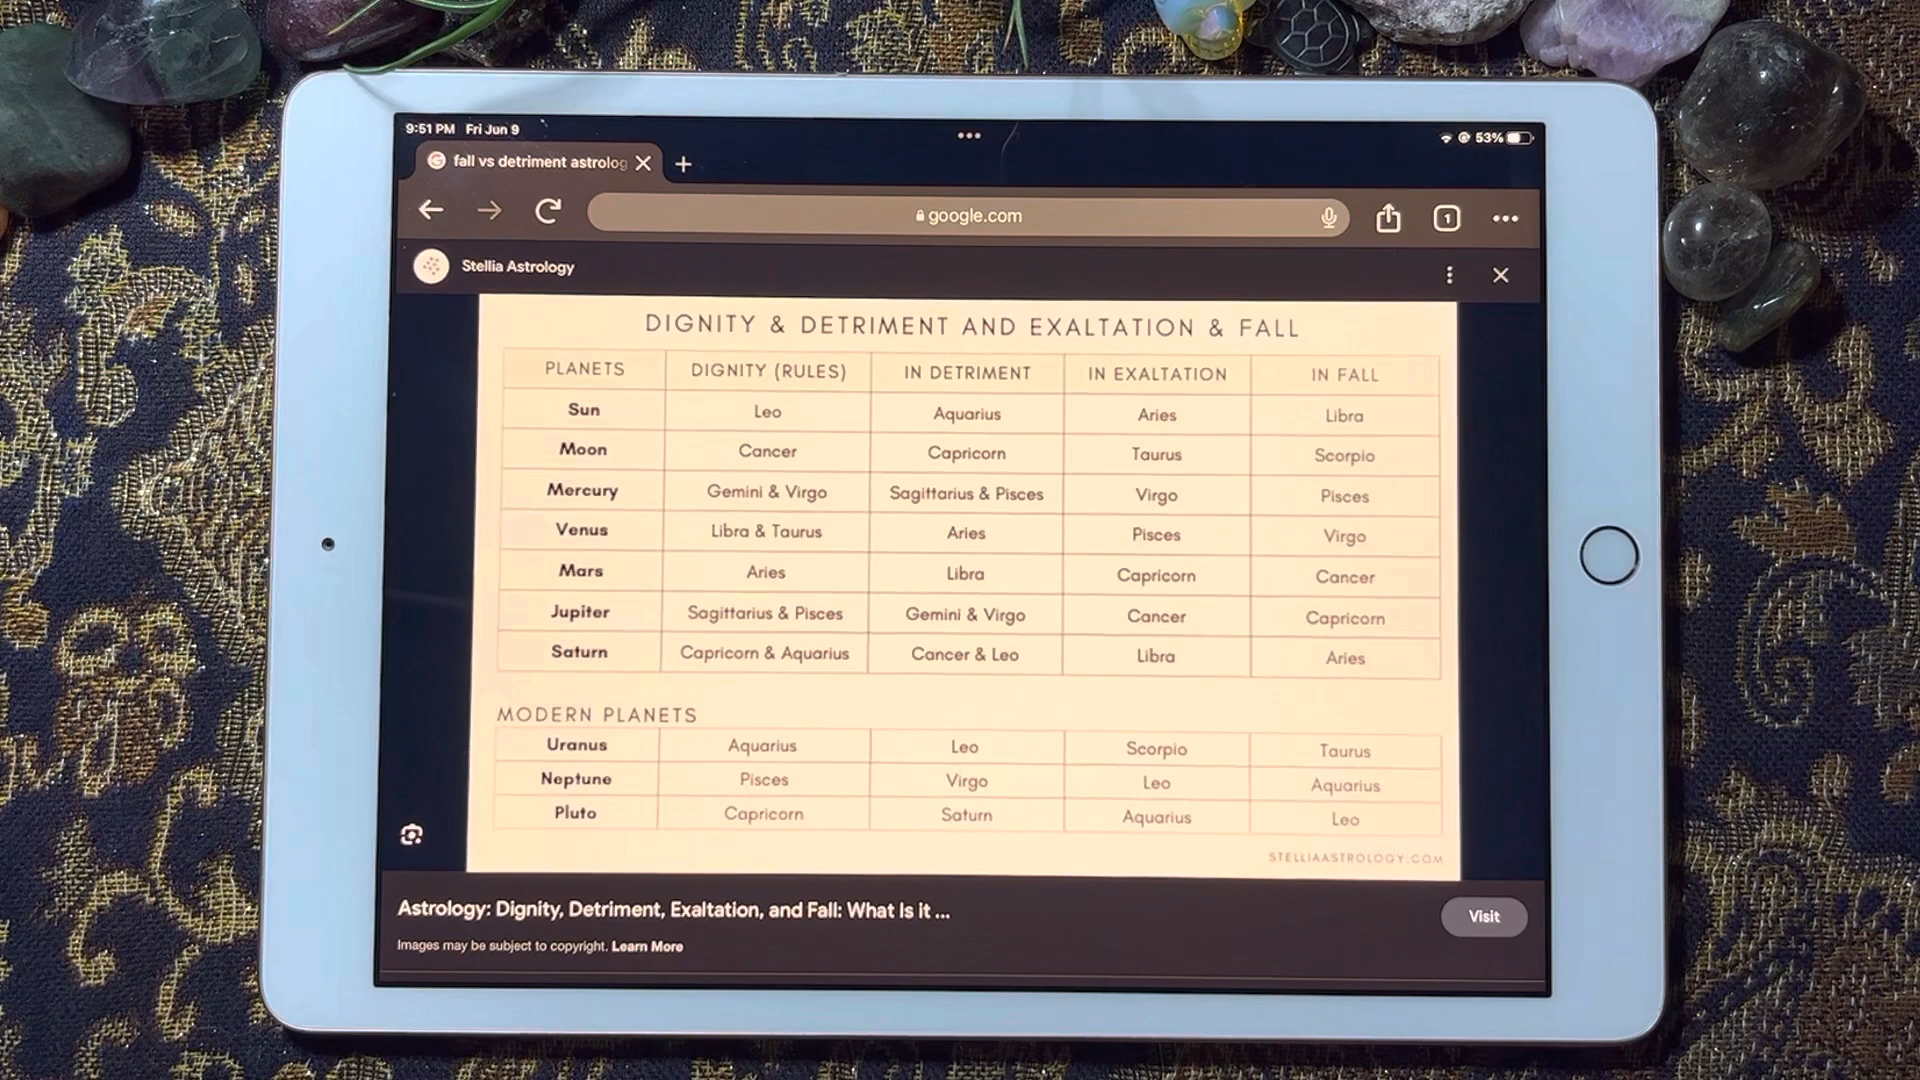 9:51 PM Fri Jun 9
53%
fall vs detriment astrolog
google.com
1
Stellia Astrology
DIGNITY & DETRIMENT AND EXALTATION & FALL
PLANETS DIGNITY (RULES) IN DETRIMENT IN EXALTATION IN FALL
Sun Leo Aquarius Aries Libra
Moon Cancer Capricorn Taurus Scorpio
Mercury Gemini & Virgo Sagittarius & Pisces Virgo Pisces
Venus Libra & Taurus Aries Pisces Virgo
Mars Aries Libra Capricorn Cancer
Jupiter Sagittarius & Pisces Gemini & Virgo Cancer Capricorn
Saturn Capricorn & Aquarius Cancer & Leo Libra Aries
MODERN PLANETS
Uranus Aquarius Leo Scorpio Taurus
Neptune Pisces Virgo Leo Aquarius
Pluto Capricorn Saturn Aquarius Leo
STELLIAASTROLOGY.COM
Astrology: Dignity, Detriment, Exaltation, and Fall: What Is it ...
Visit
Images may be subject to copyright. Learn More